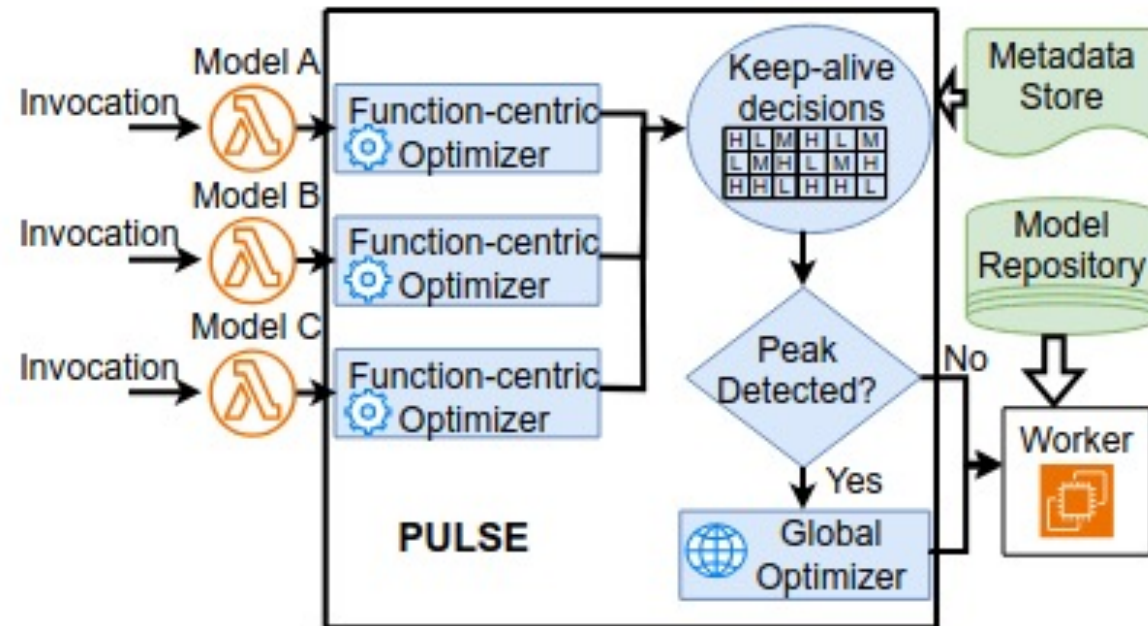 Model A
Invocation
Function-centric
Optimizer
Model B
Invocation
Function-centric
Optimizer
Model C
Invocation
Function-centric
Optimizer
PULSE
Keep-alive
decisions
H L M H L M
L M H L M H
H H L H H L
Peak
Detected?
No
Yes
Global
Optimizer
Metadata
Store
Model
Repository
Worker